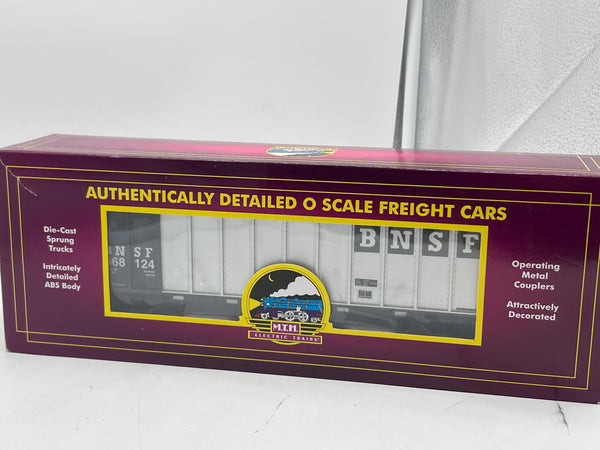 AUTHENTICALLY DETAILED O SCALE FREIGHT CARS
Die-Cast
Sprung
Trucks
Intricately
Detailed
ABS Body
NSF
68124
BNSF
Operating
Metal
Couplers
Attractively
Decorated
M.T.H.
ELECTRIC TRAINS